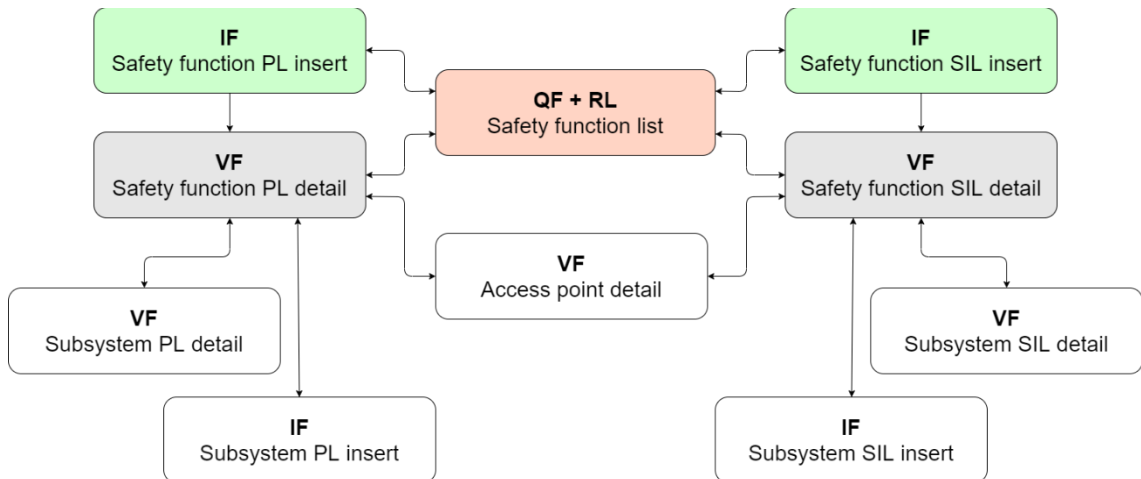 IF
Safety function PL insert
IF
Safety function SIL insert
QF + RL
Safety function list
VF
Safety function PL detail
VF
Safety function SIL detail
VF
Access point detail
VF
Subsystem PL detail
VF
Subsystem SIL detail
IF
Subsystem PL insert
IF
Subsystem SIL insert